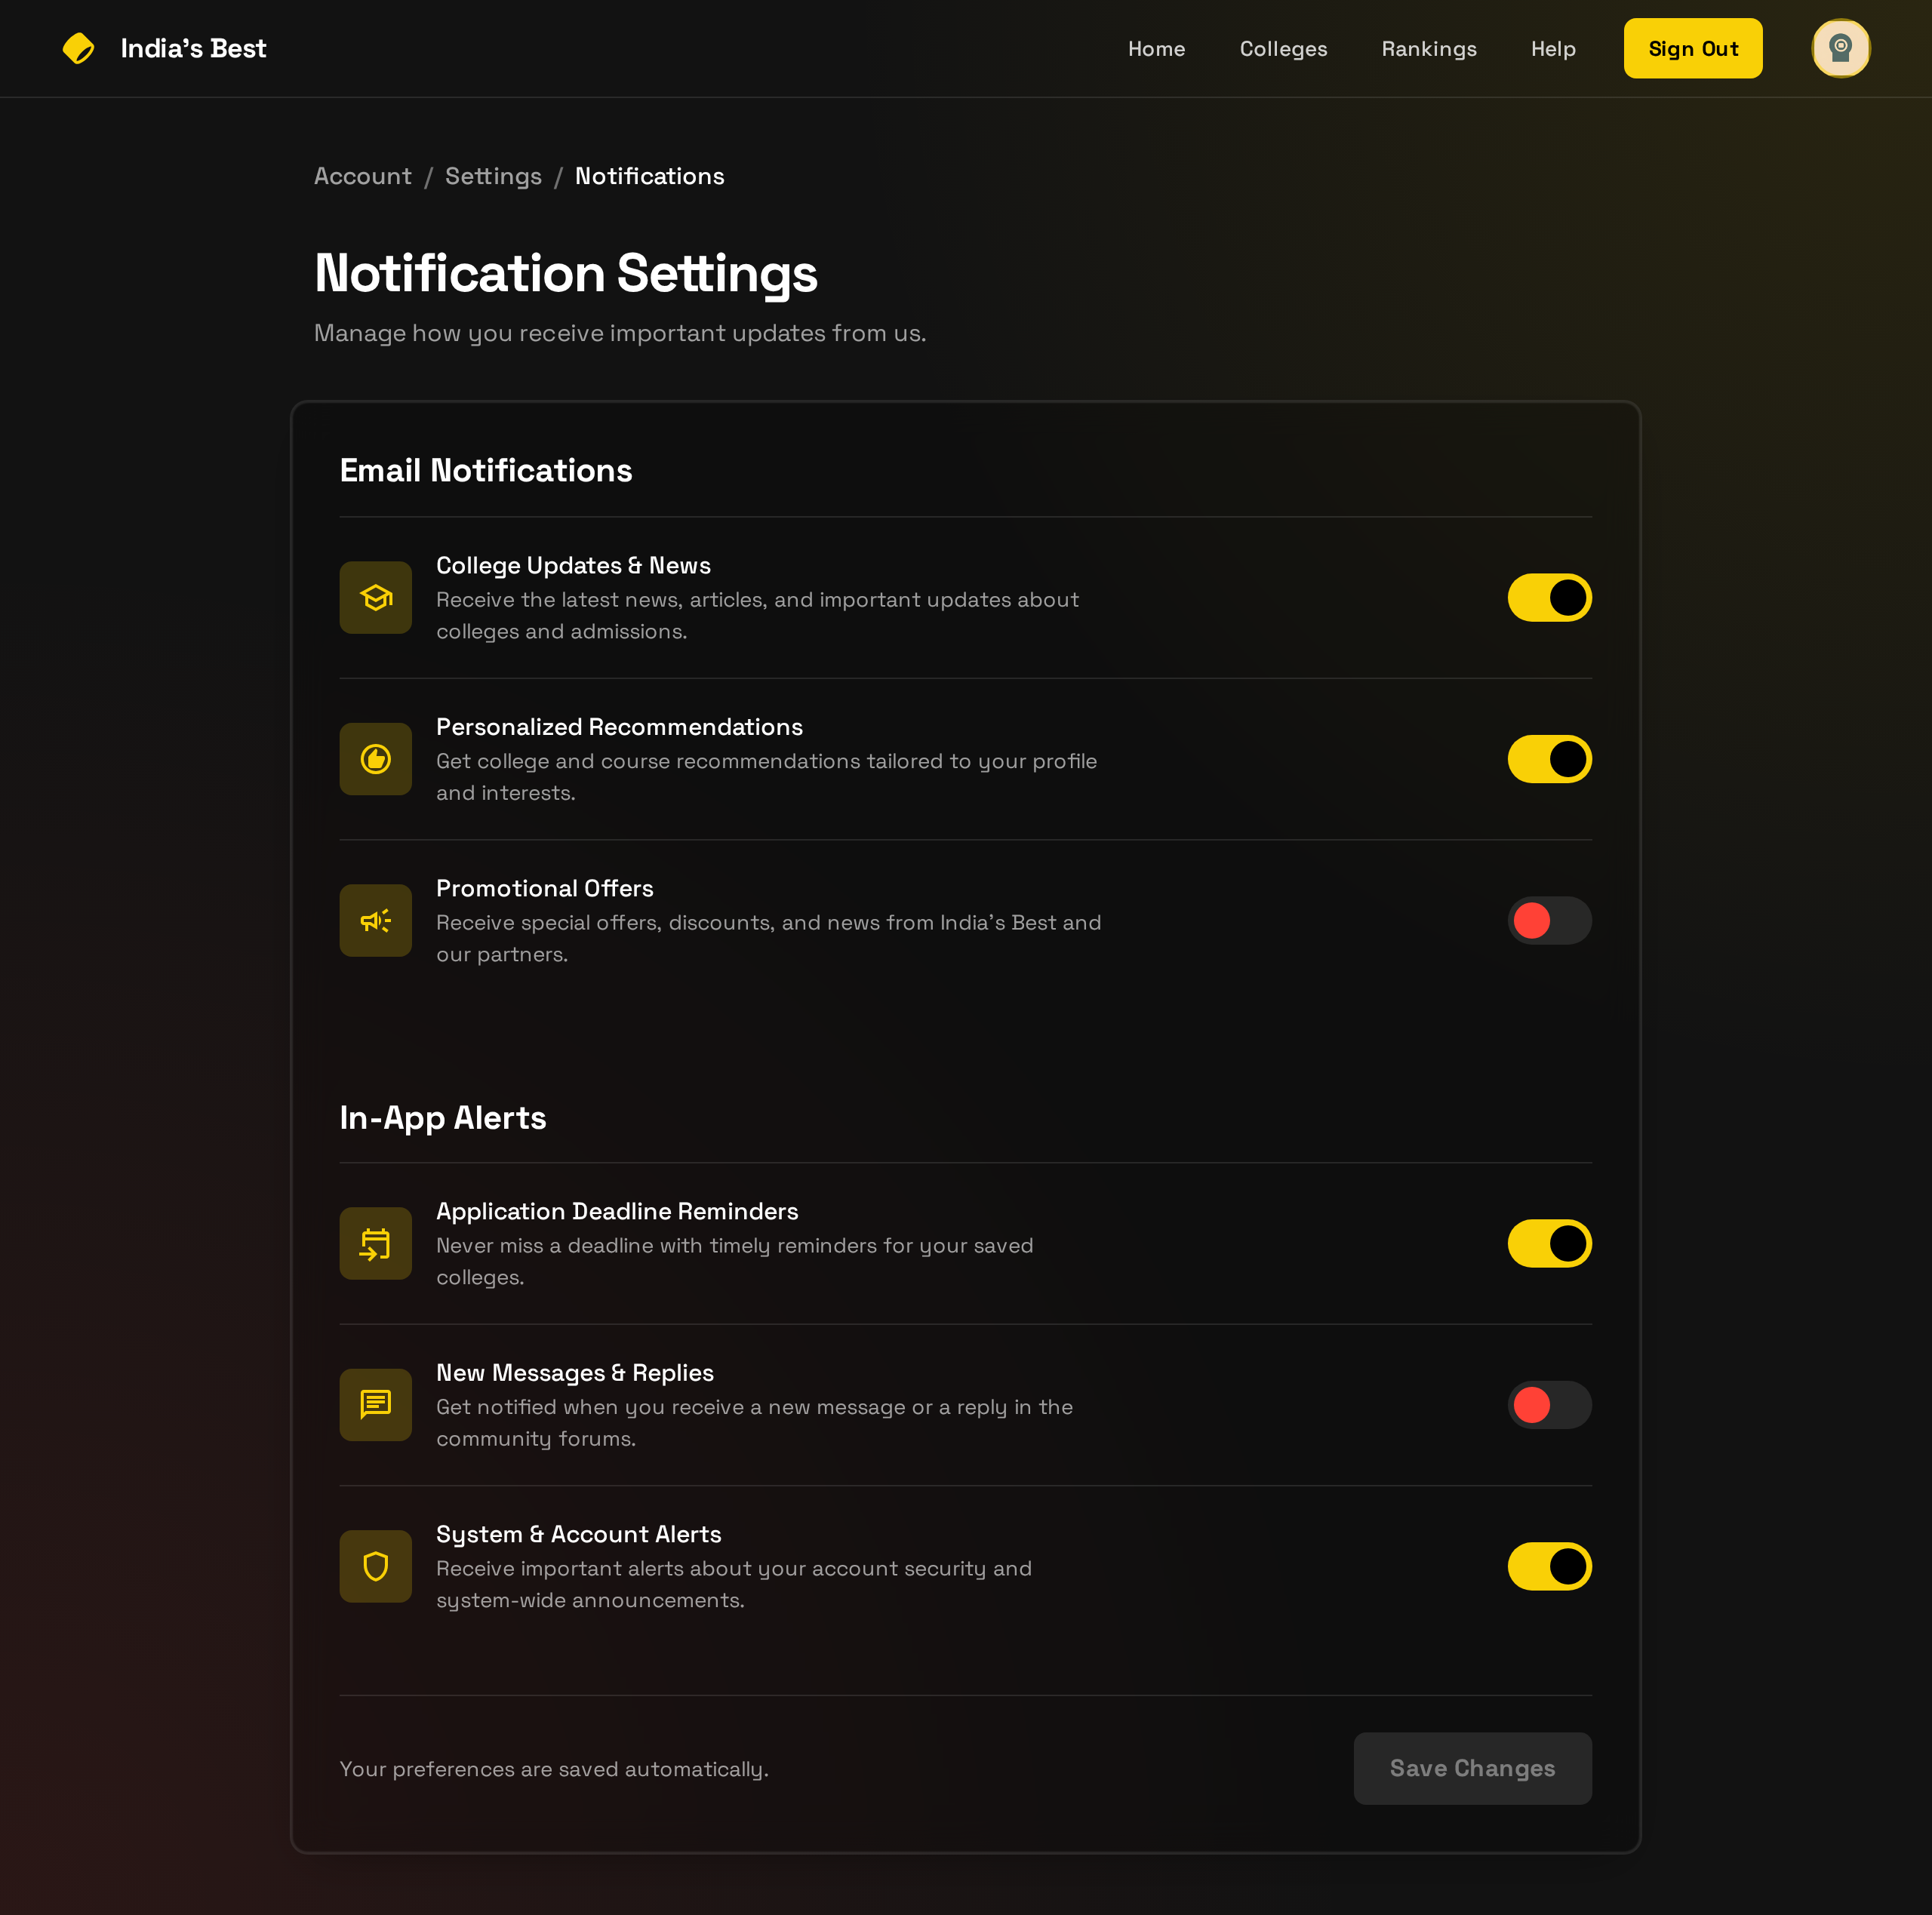 India's Best
Home
Colleges
Rankings
Help
Sign Out
Account / Settings / Notifications
Notification Settings
Manage how you receive important updates from us.
Email Notifications
College Updates & News
Receive the latest news, articles, and important updates about
colleges and admissions.
Personalized Recommendations
Get college and course recommendations tailored to your profile
and interests.
Promotional Offers
Receive special offers, discounts, and news from India's Best and
our partners.
In-App Alerts
Application Deadline Reminders
Never miss a deadline with timely reminders for your saved
colleges.
New Messages & Replies
Get notified when you receive a new message or a reply in the
community forums.
System & Account Alerts
Receive important alerts about your account security and
system-wide announcements.
Your preferences are saved automatically.
Save Changes